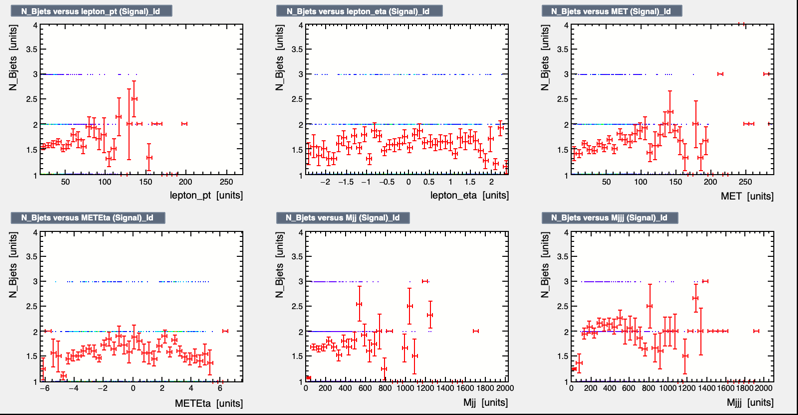 N_Bjets versus lepton_pt (Signal)_Id
N_Bjets versus lepton_eta (Signal)_Id
N_Bjets versus MET (Signal)_Id
N_Bjets [units]
4
3.5
3
2.5
2
1.5
1
50 100 150 200 250
lepton_pt [units]
N_Bjets [units]
4
3.5
3
2.5
2
1.5
1
−2 −1.5 −1 −0.5 0 0.5 1 1.5 2
lepton_eta [units]
N_Bjets [units]
4
3.5
3
2.5
2
1.5
1
50 100 150 200 250
MET [units]
N_Bjets versus METEta (Signal)_Id
N_Bjets versus Mjj (Signal)_Id
N_Bjets versus Mjjj (Signal)_Id
N_Bjets [units]
4
3.5
3
2.5
2
1.5
1
−6 −4 −2 0 2 4 6
METEta [units]
N_Bjets [units]
4
3.5
3
2.5
2
1.5
1
0 200 400 600 800 1000 1200 1400 1600 1800 2000
Mjj [units]
N_Bjets [units]
4
3.5
3
2.5
2
1.5
1
0 200 400 600 800 1000 1200 1400 1600 1800 2000
Mjjj [units]